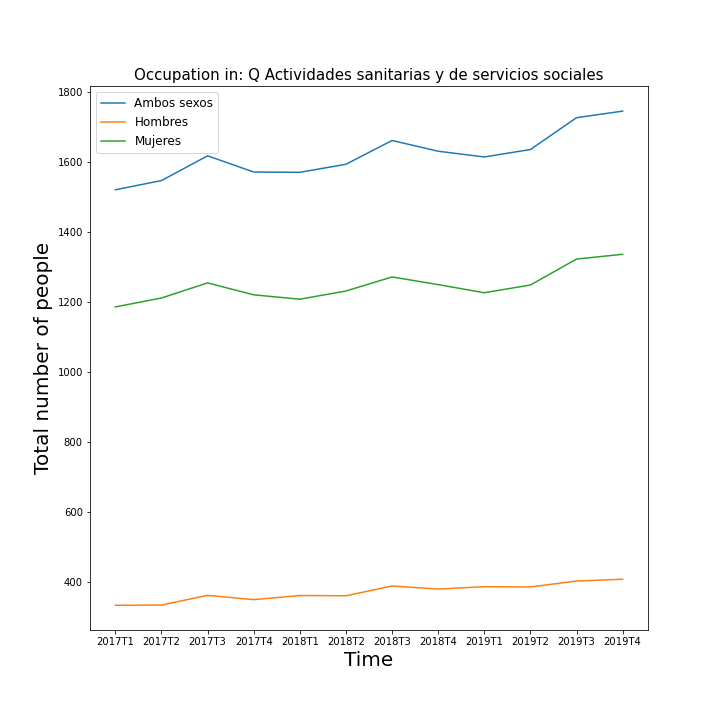 Occupation in: Q Actividades sanitarias y de servicios sociales
Ambos sexos
Hombres
Mujeres
Total number of people
1800
1600
1400
1200
1000
800
600
400
2017T1 2017T2 2017T3 2017T4 2018T1 2018T2 2018T3 2018T4 2019T1 2019T2 2019T3 2019T4
Time